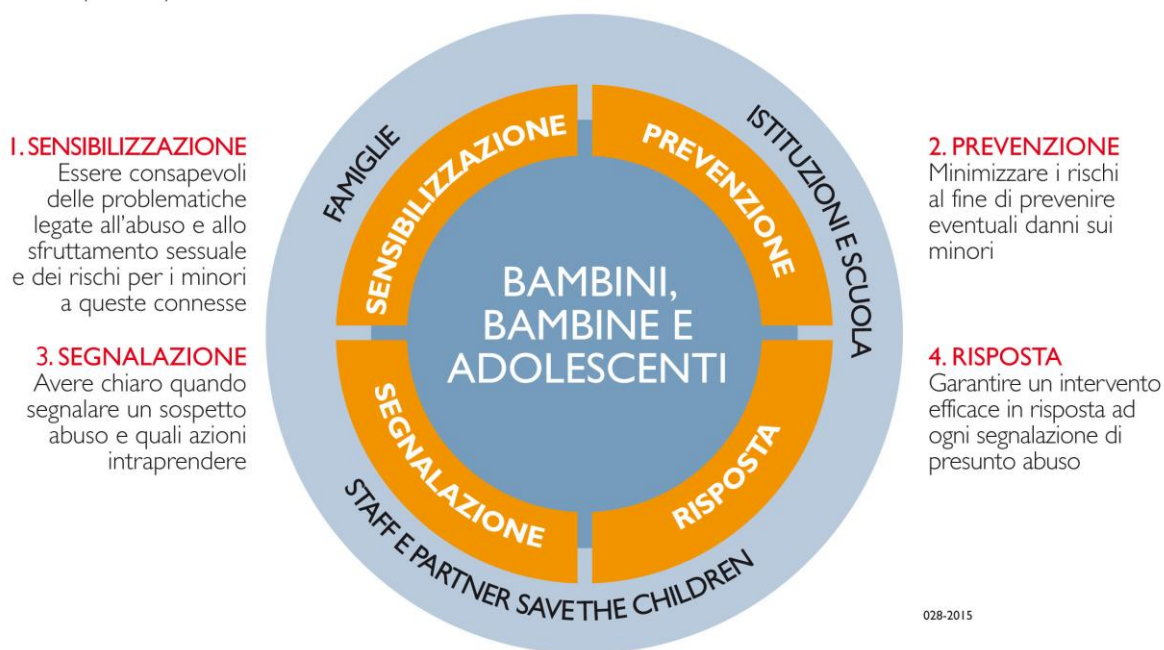 1. SENSIBILIZZAZIONE
Essere consapevoli
delle problematiche
legate all'abuso e allo
sfruttamento sessuale
e dei rischi per i minori
a queste connesse
3. SEGNALAZIONE
Avere chiaro quando
segnalare un sospetto
abuso e quali azioni
intraprendere
FAMIGLIE
ISTITUZIONI E SCUOLA
STAFF E PARTNER SAVE THE CHILDREN
SENSIBILIZZAZIONE
PREVENZIONE
SEGNALAZIONE
RISPOSTA
BAMBINI,
BAMBINE E
ADOLESCENTI
2. PREVENZIONE
Minimizzare i rischi
al fine di prevenire
eventuali danni sui
minori
4. RISPOSTA
Garantire un intervento
efficace in risposta ad
ogni segnalazione di
presunto abuso
028-2015